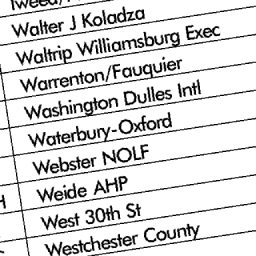 Walter J Koladza
Waltrip Williamsburg Exec
Warrenton/Fauquier
Washington Dulles Intl
Waterbury-Oxford
Webster NOLF
Weide AHP
West 30th St
Westchester County